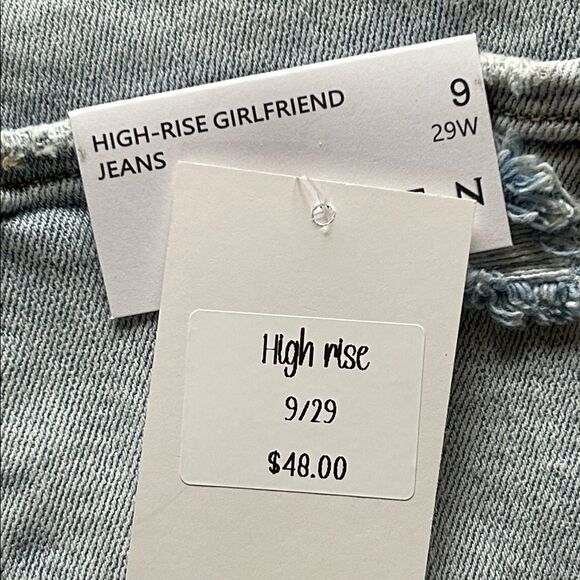 HIGH-RISE GIRLFRIEND
JEANS
9
29W
High rise
9/29
$48.00